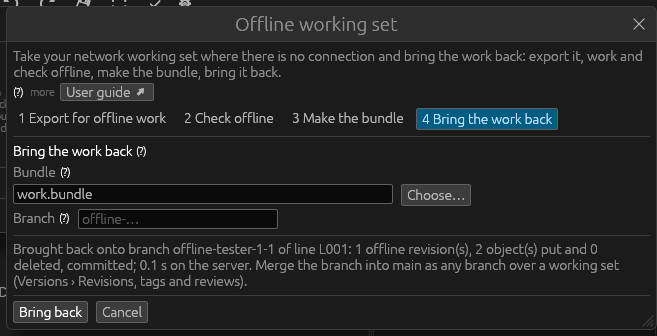 Offline working set
Take your network working set where there is no connection and bring the work back: export it, work and
check offline, make the bundle, bring it back.
(?) more User guide
1 Export for offline work 2 Check offline 3 Make the bundle 4 Bring the work back
Bring the work back (?)
Bundle (?)
work.bundle Choose...
Branch (?) offline-...
Brought back onto branch offline-tester-1-1 of line L001: 1 offline revision(s), 2 object(s) put and 0
deleted, committed; 0.1 s on the server. Merge the branch into main as any branch over a working set
(Versions › Revisions, tags and reviews).
Bring back Cancel